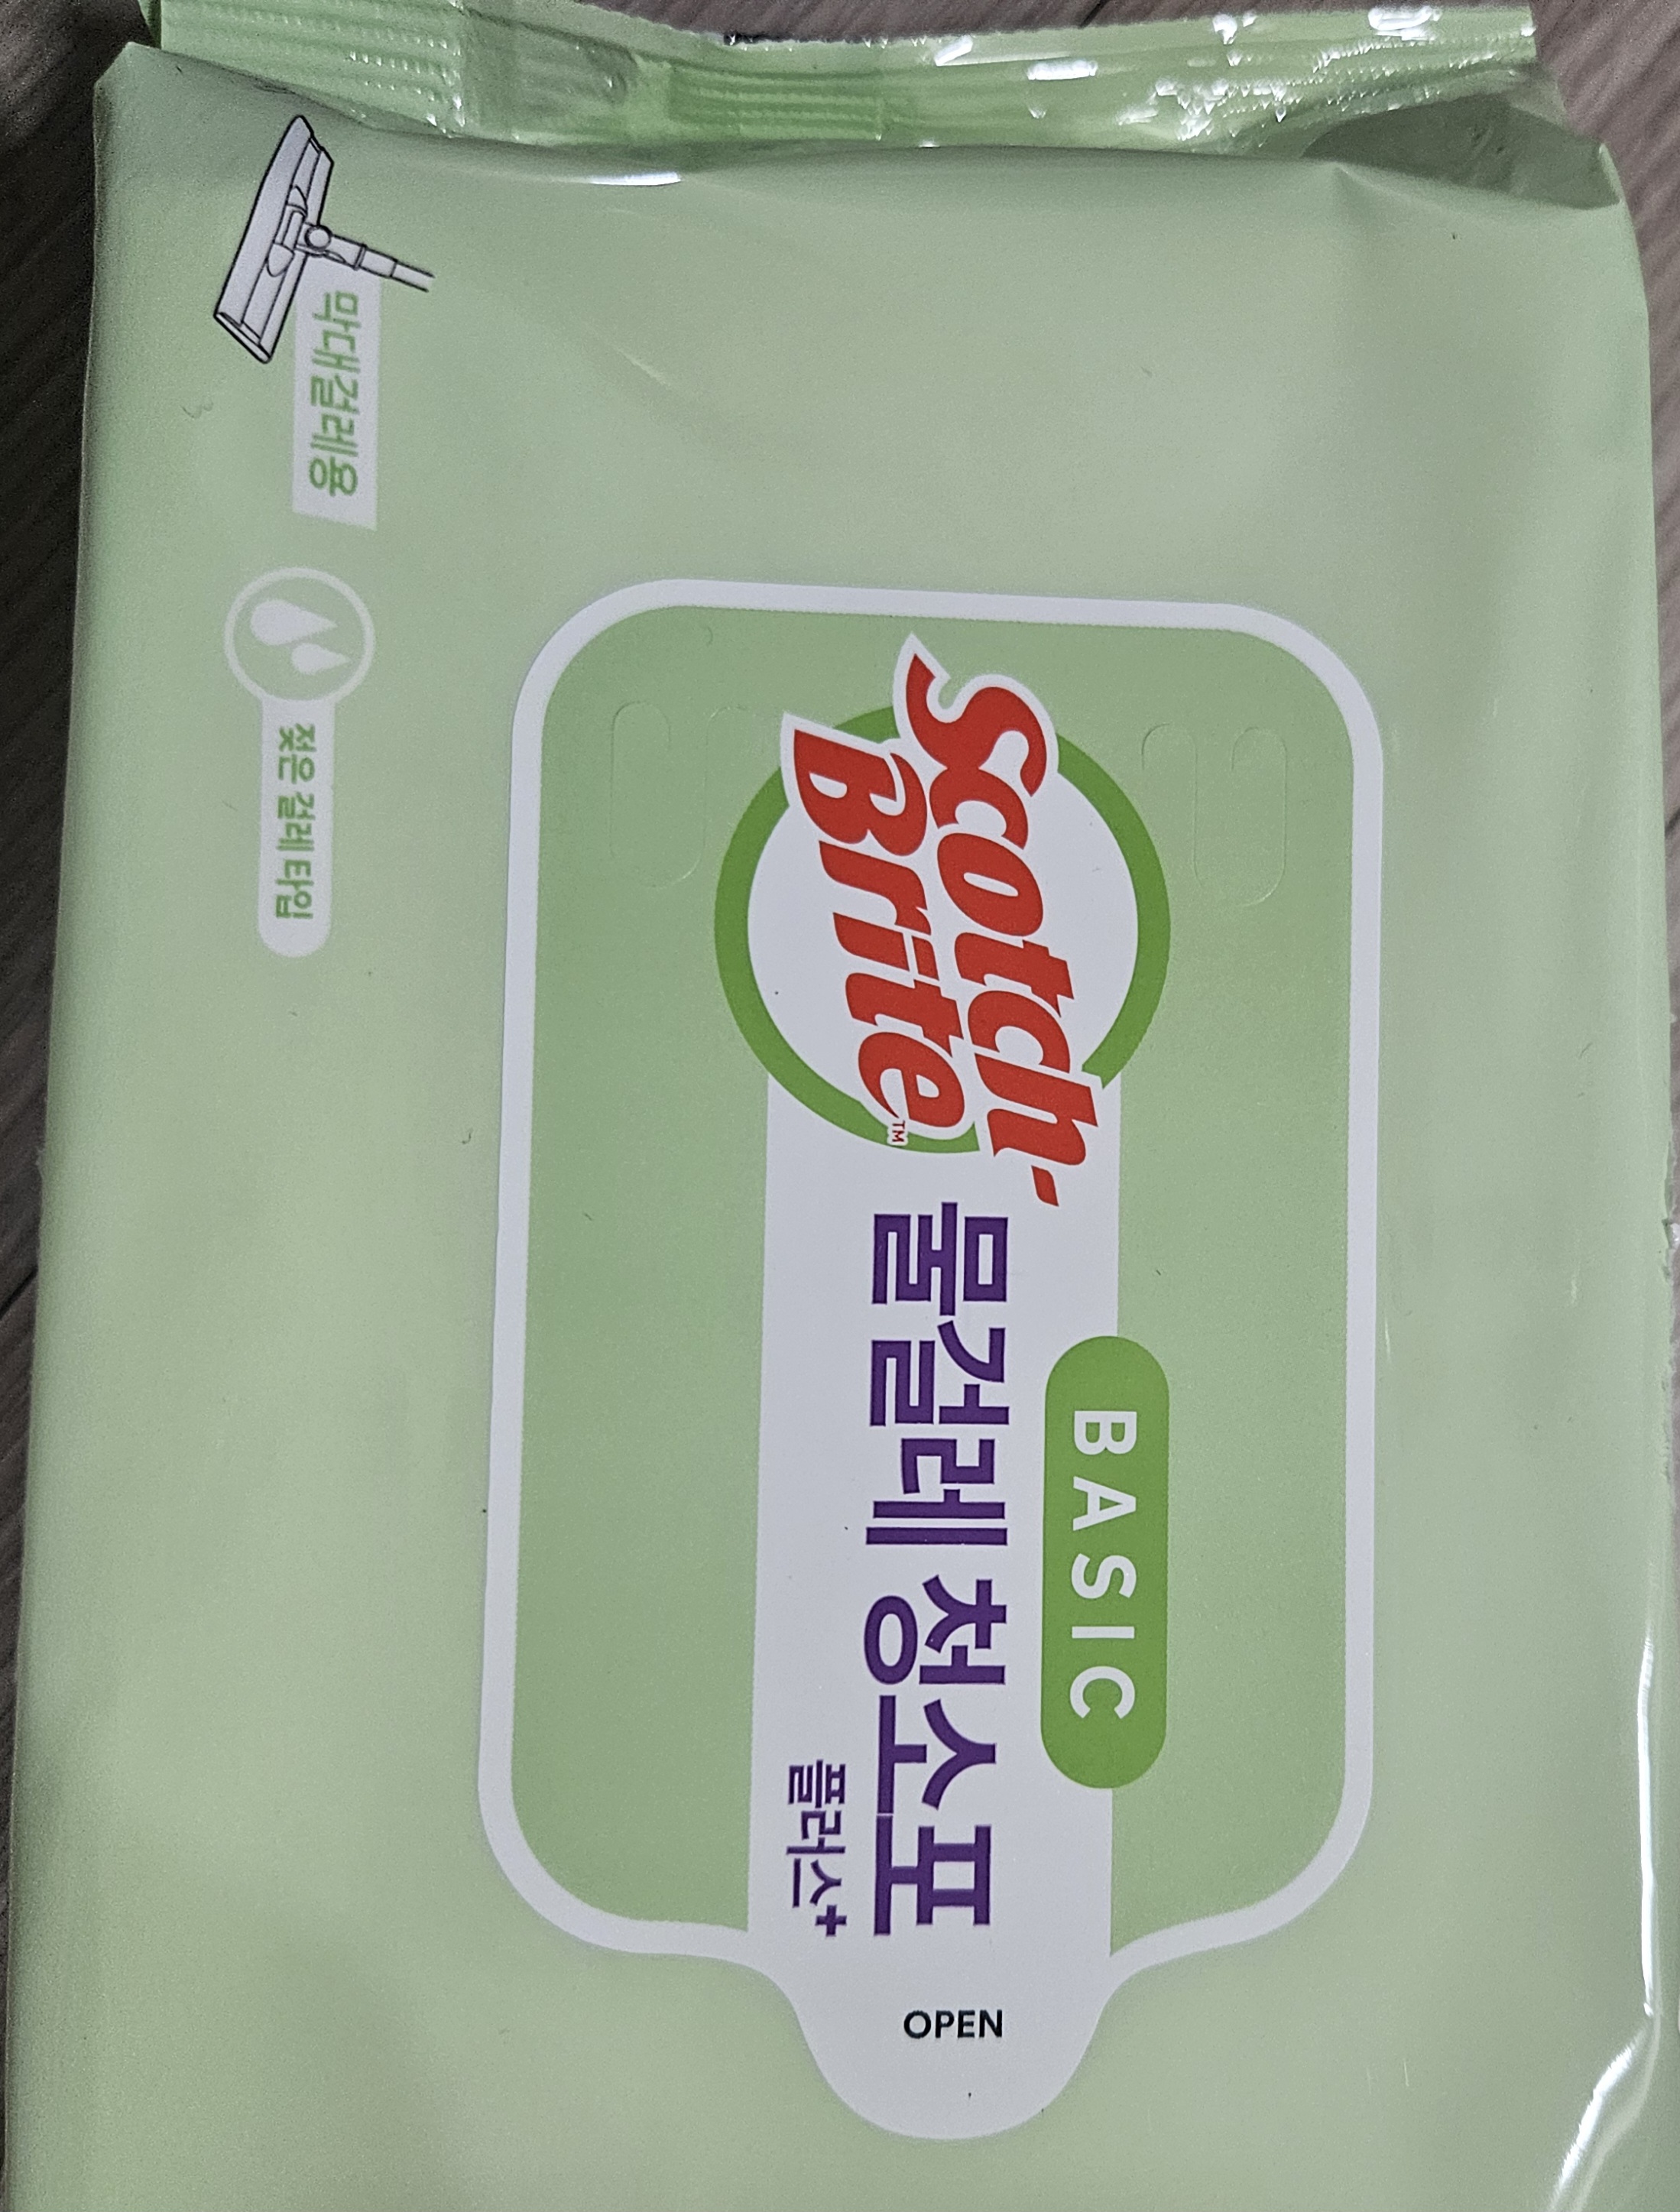 Scotch-
Brite™
BASIC
물걸레 청소포
플러스+
OPEN
막대걸레용
젖은 걸레 타입